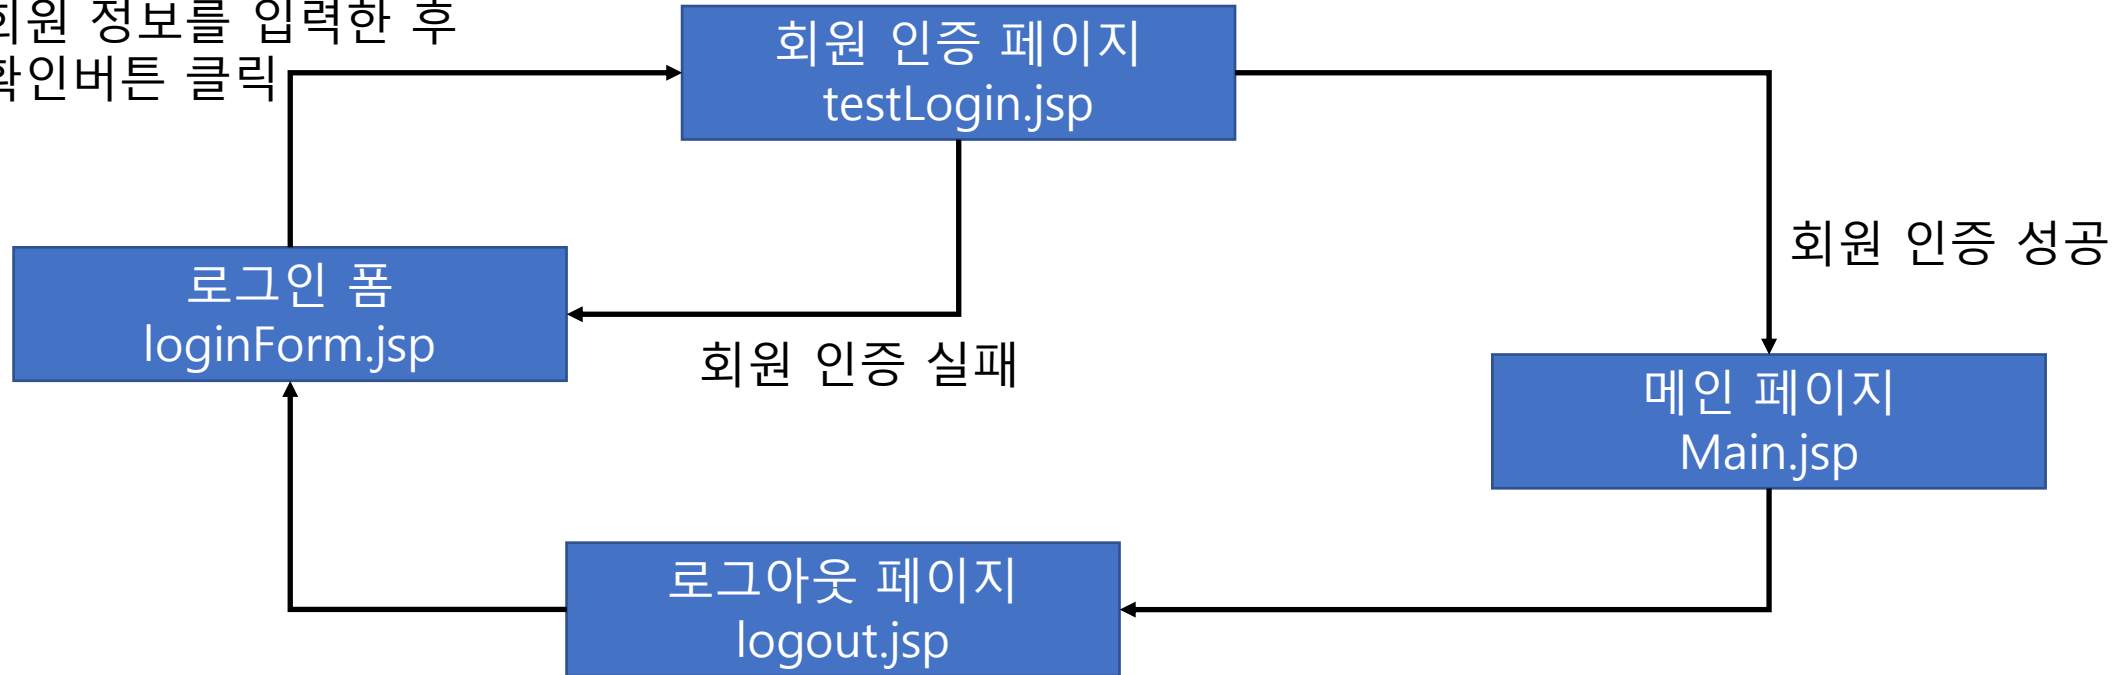 회원 정보를 입력한 후
확인버튼 클릭
회원 인증 페이지
testLogin.jsp
회원 인증 성공
로그인 폼
loginForm.jsp
회원 인증 실패
메인 페이지
Main.jsp
로그아웃 페이지
logout.jsp